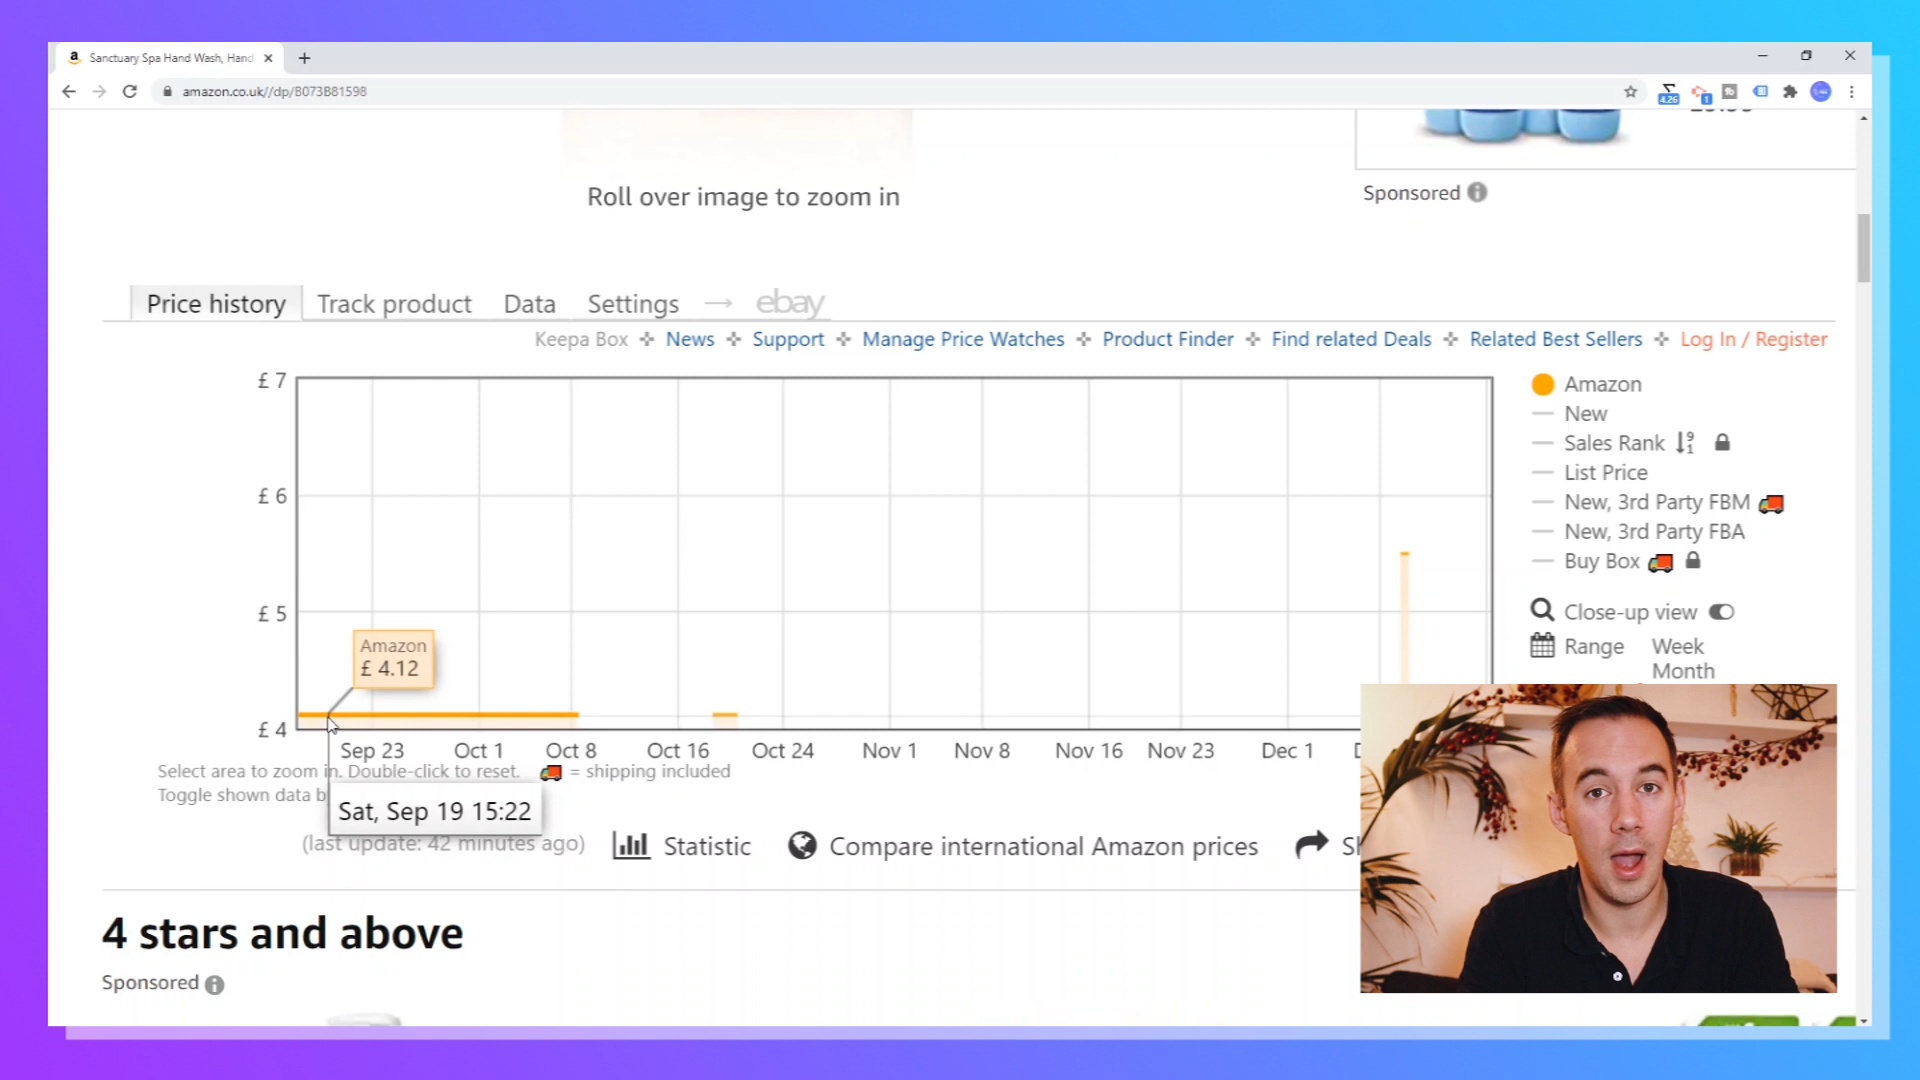 Sanctuary Spa Hand Wash, Hand
amazon.co.uk//dp/B073B81598
4.26
1
Roll over image to zoom in
Sponsored
Price history Track product Data Settings → ebay
Keepa Box News Support Manage Price Watches Product Finder Find related Deals Related Best Sellers Log In / Register
£ 7
£ 6
£ 5
£ 4
Amazon
£ 4.12
Sep 23 Oct 1 Oct 8 Oct 16 Oct 24 Nov 1 Nov 8 Nov 16 Nov 23 Dec 1
Amazon
New
Sales Rank
List Price
New, 3rd Party FBM
New, 3rd Party FBA
Buy Box
Close-up view
Range Week
Month
Select area to zoom in. Double-click to reset. = shipping included
Toggle shown data b
Sat, Sep 19 15:22
(last update: 42 minutes ago) Statistic Compare international Amazon prices
4 stars and above
Sponsored